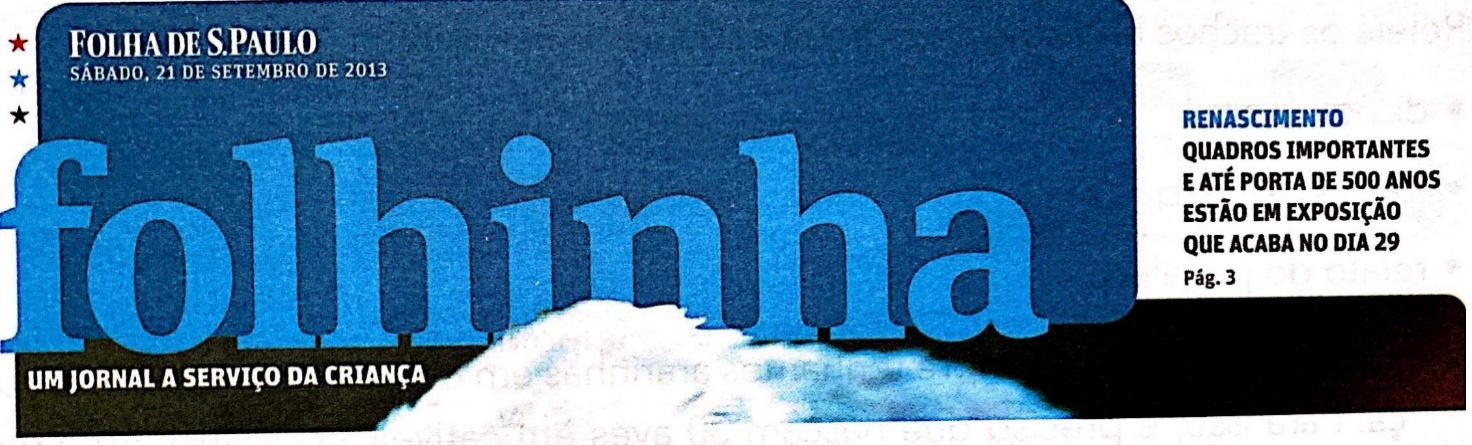 FOLHA DE S.PAULO
SÁBADO, 21 DE SETEMBRO DE 2013
folhinha
UM JORNAL A SERVIÇO DA CRIANÇA
RENASCIMENTO
QUADROS IMPORTANTES
E ATÉ PORTA DE 500 ANOS
ESTÃO EM EXPOSIÇÃO
QUE ACABA NO DIA 29
Pág. 3